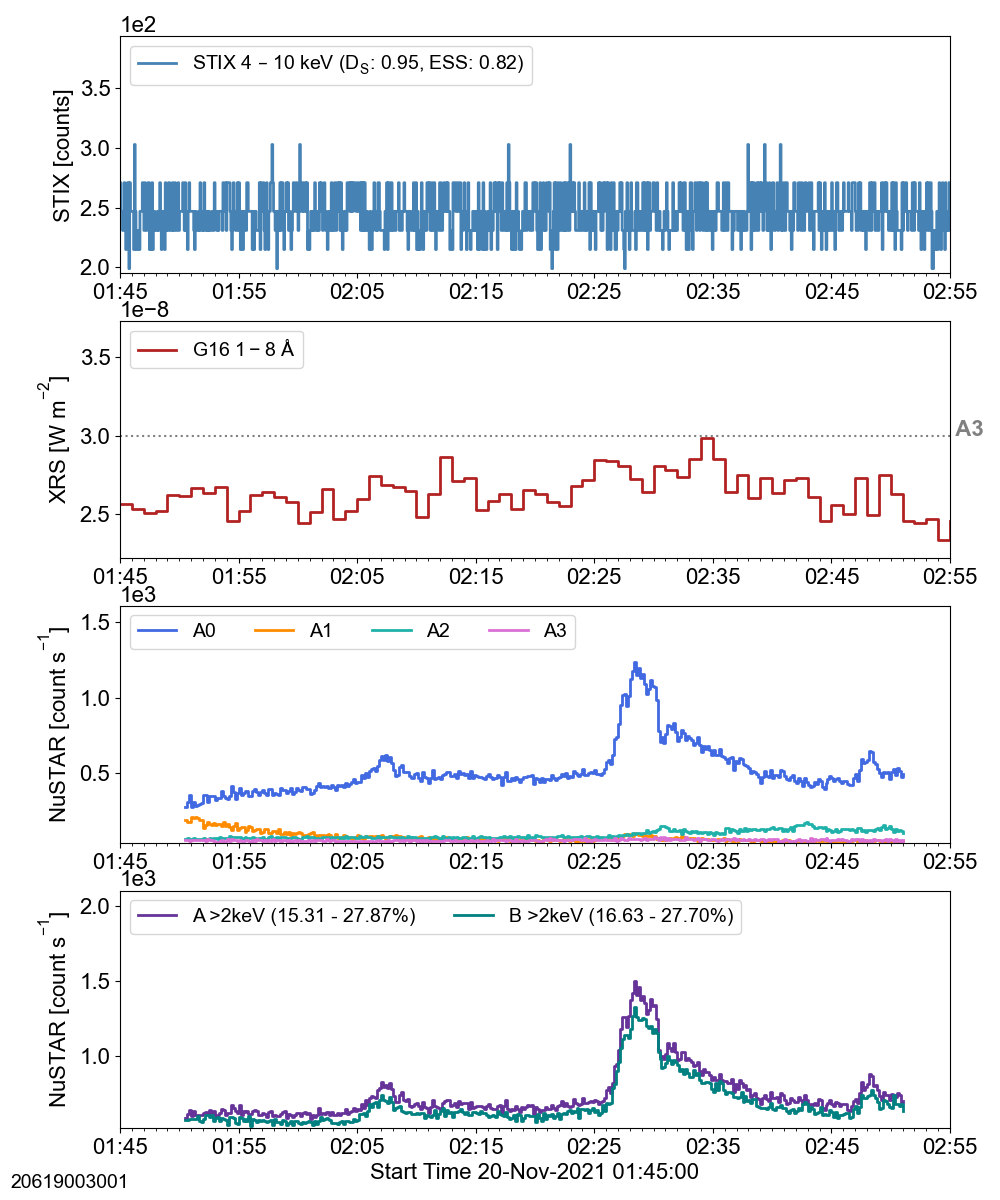 1e2
STIX 4 – 10 keV (DS: 0.95, ESS: 0.82)
STIX [counts]
3.5
3.0
2.5
2.0
01:45 01:55 02:05 02:15 02:25 02:35 02:45 02:55
1e−8
G16 1 – 8 Å
XRS [W m−2]
3.5
3.0
2.5
A3
01:45 01:55 02:05 02:15 02:25 02:35 02:45 02:55
1e3
A0 A1 A2 A3
NuSTAR [count s−1]
1.5
1.0
0.5
01:45 01:55 02:05 02:15 02:25 02:35 02:45 02:55
1e3
A >2keV (15.31 - 27.87%) B >2keV (16.63 - 27.70%)
NuSTAR [count s−1]
2.0
1.5
1.0
01:45 01:55 02:05 02:15 02:25 02:35 02:45 02:55
Start Time 20-Nov-2021 01:45:00
20619003001